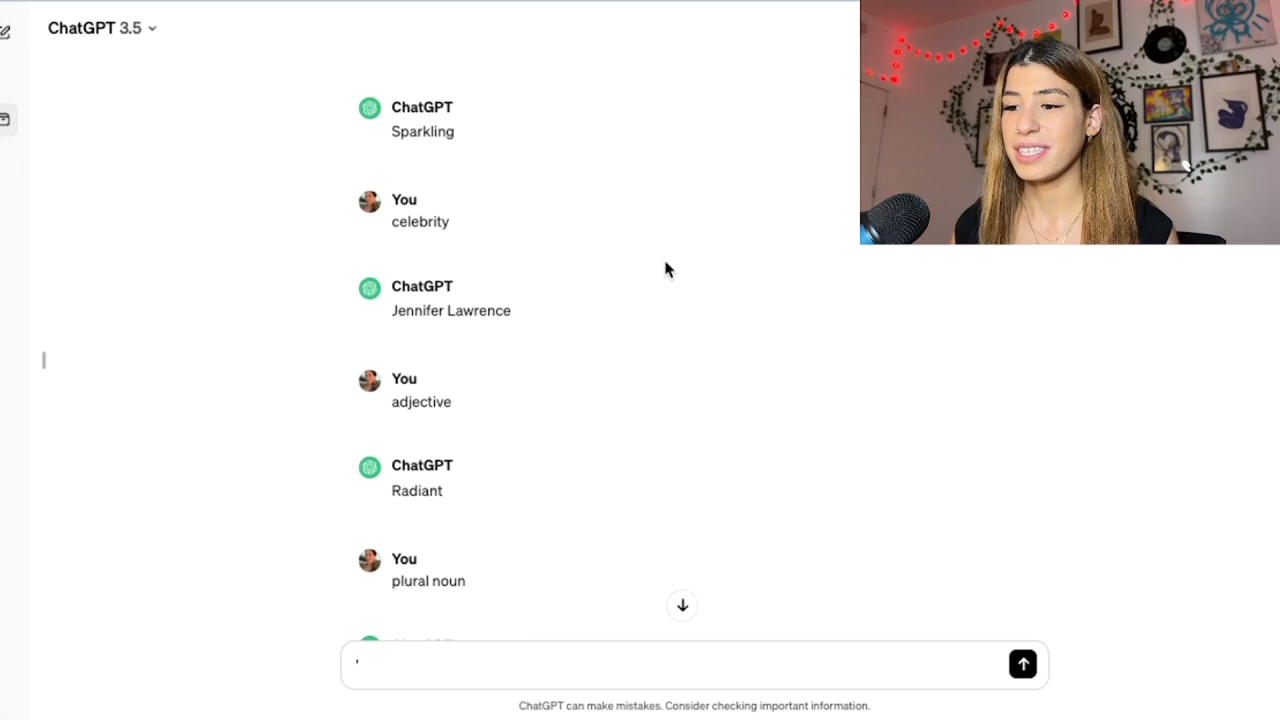 ChatGPT 3.5
ChatGPT
Sparkling
You
celebrity
ChatGPT
Jennifer Lawrence
You
adjective
ChatGPT
Radiant
You
plural noun
'
ChatGPT can make mistakes. Consider checking important information.